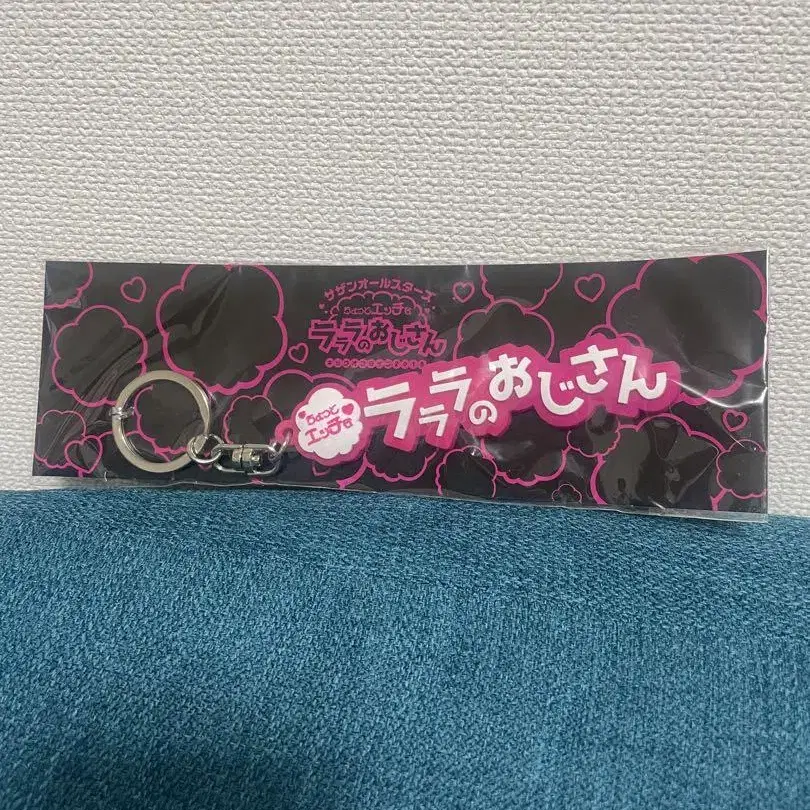 サザンオールスターズ
ちょっとエッチな
ラララのおじさん
ちょっと
エッチな
ラララのおじさん